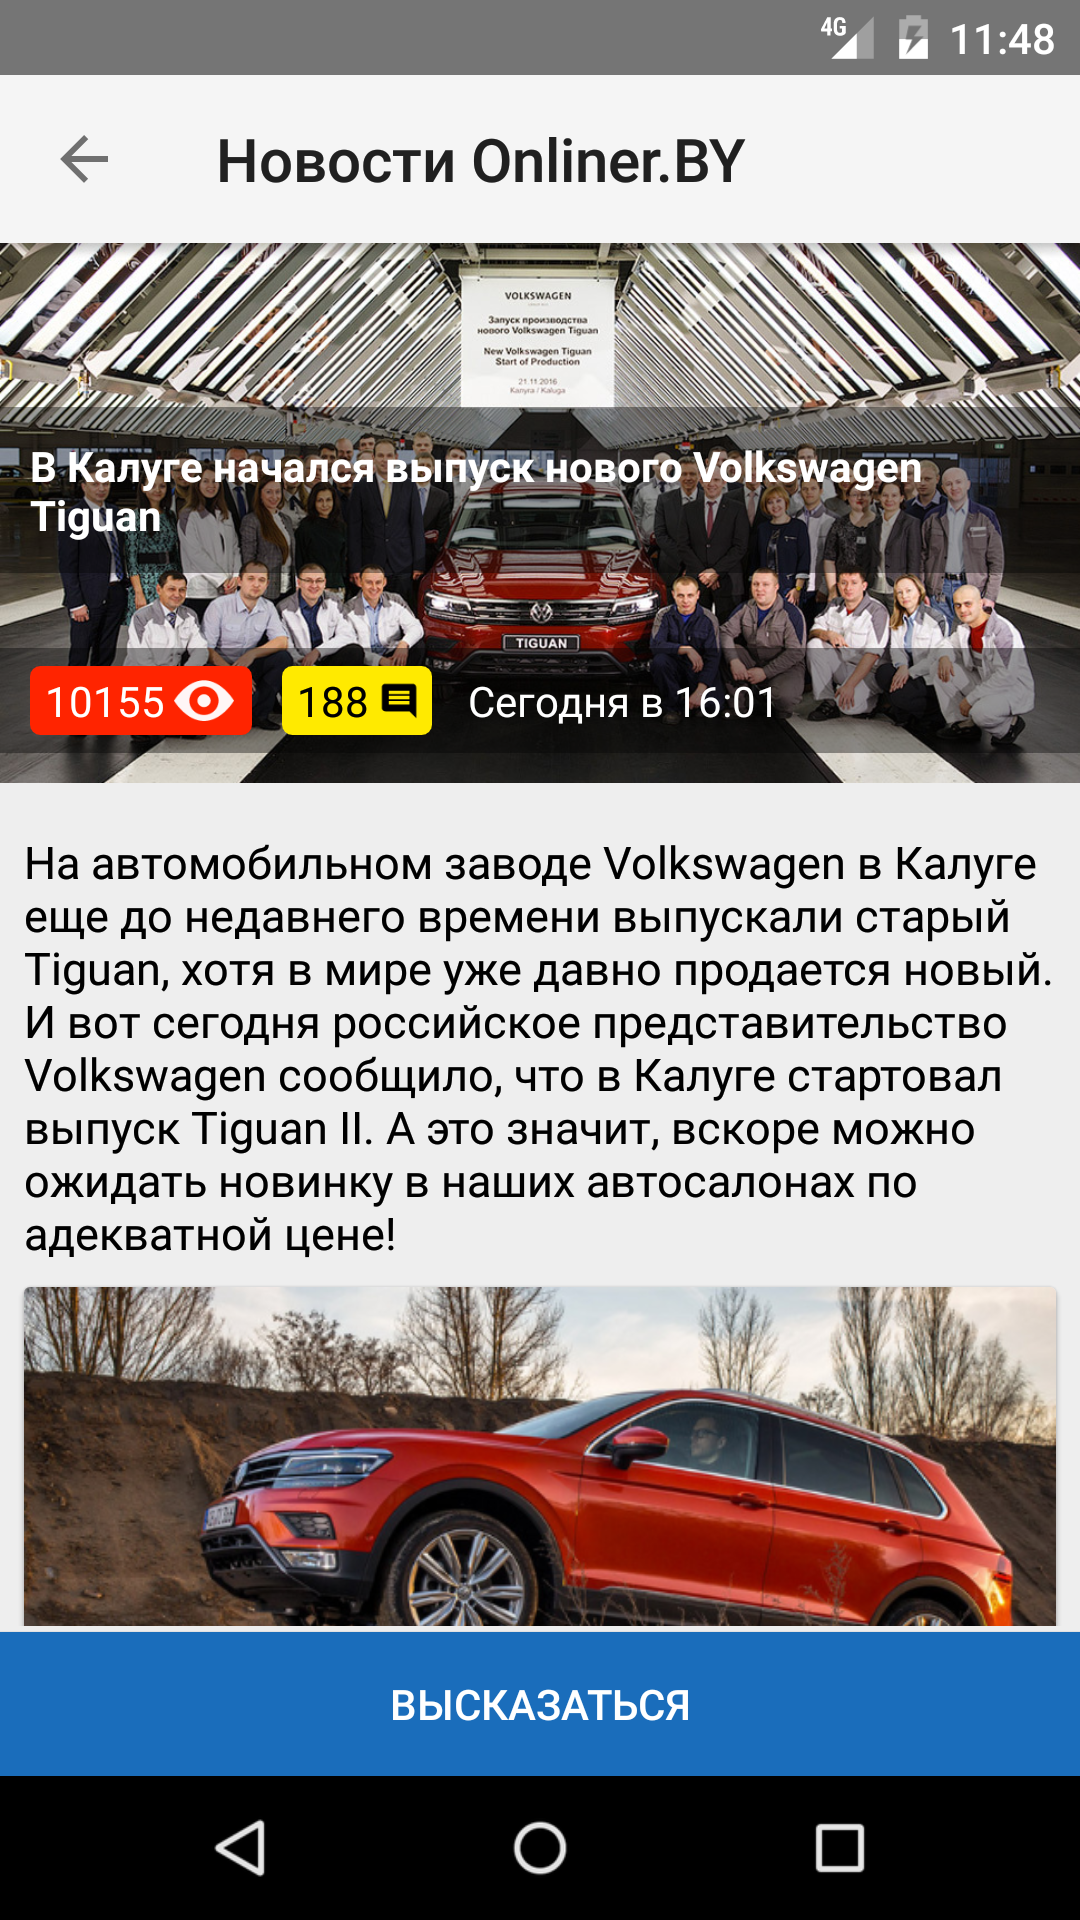 4G 11:48
Новости Onliner.BY
VOLKSWAGEN
Запуск производства
нового Volkswagen Tiguan
New Volkswagen Tiguan
Start of Production
21.11.2016
Калуга / Kaluga
В Калуге начался выпуск нового Volkswagen
Tiguan
TIGUAN
10155 188 Сегодня в 16:01
На автомобильном заводе Volkswagen в Калуге
еще до недавнего времени выпускали старый
Tiguan, хотя в мире уже давно продается новый.
И вот сегодня российское представительство
Volkswagen сообщило, что в Калуге стартовал
выпуск Tiguan II. А это значит, вскоре можно
ожидать новинку в наших автосалонах по
адекватной цене!
ВЫСКАЗАТЬСЯ